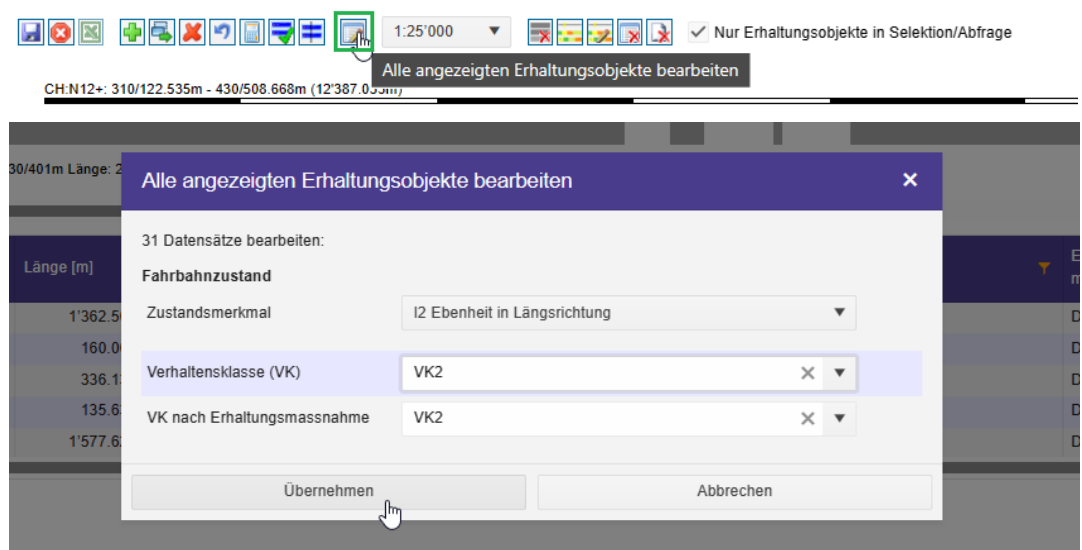 1:25'000
Nur Erhaltungsobjekte in Selektion/Abfrage
Alle angezeigten Erhaltungsobjekte bearbeiten
CH:N12+: 310/122.535m - 430/508.668m
30/401m Länge: 2
Alle angezeigten Erhaltungsobjekte bearbeiten
31 Datensätze bearbeiten:
Länge [m]
Fahrbahnzustand
Zustandsmerkmal
I2 Ebenheit in Längsrichtung
1'362.5
160.0
Verhaltensklasse (VK)
VK2
336.1
VK nach Erhaltungsmassnahme
VK2
135.6
1'577.6
Übernehmen
Abbrechen